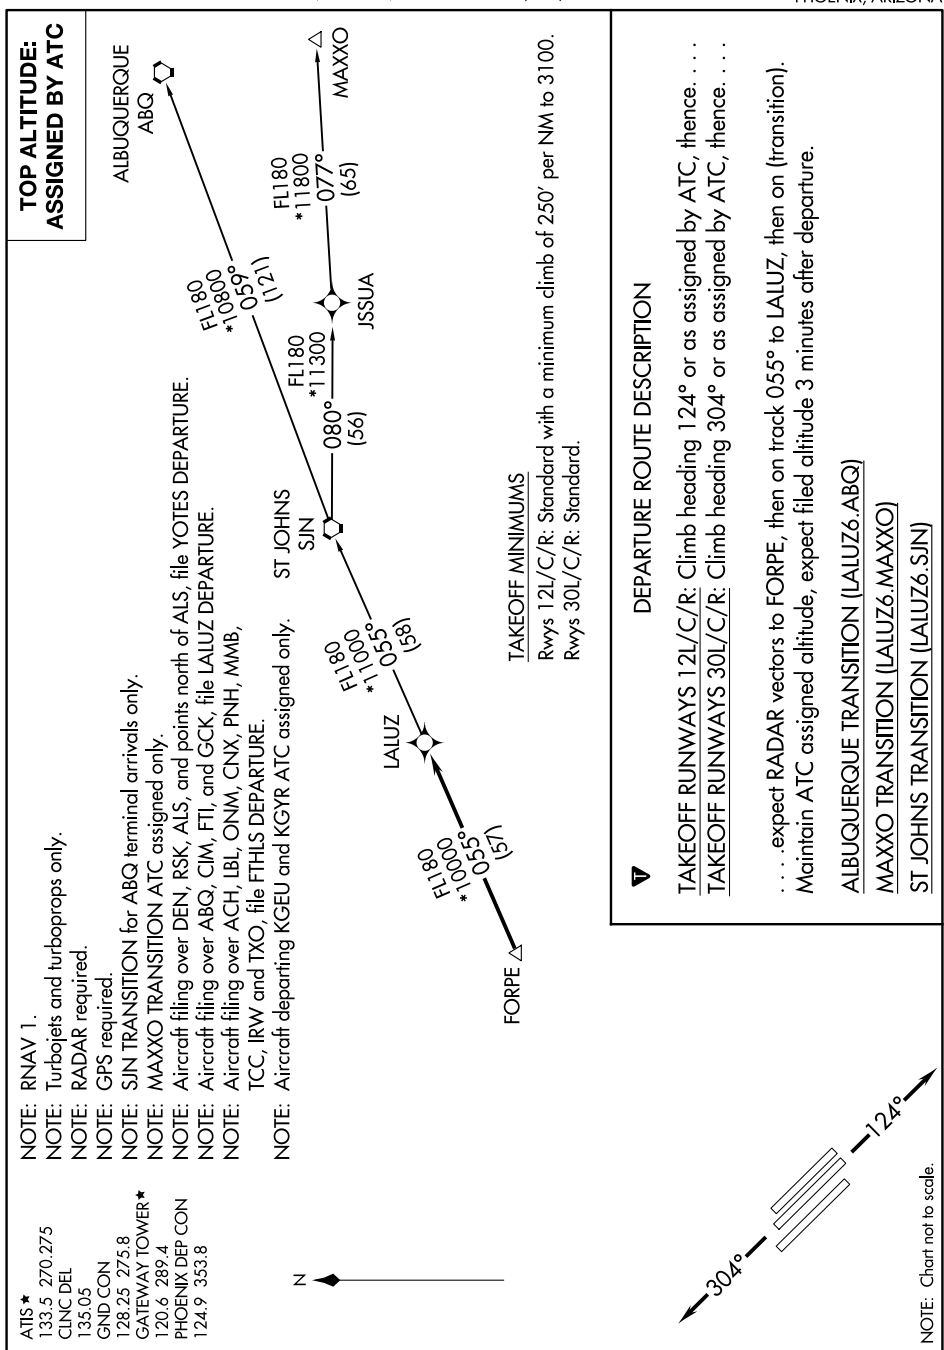 PHOENIX, ARIZONA
TOP ALTITUDE:
ASSIGNED BY ATC
ATIS ★
133.5 270.275
CLNC DEL
135.05
GND CON
128.25 275.8
GATEWAY TOWER ★
120.6 289.4
PHOENIX DEP CON
124.9 353.8
NOTE: RNAV 1.
NOTE: Turbojets and turboprops only.
NOTE: RADAR required.
NOTE: GPS required.
NOTE: SJN TRANSITION for ABQ terminal arrivals only.
NOTE: MAXXO TRANSITION ATC assigned only.
NOTE: Aircraft filing over DEN, RSK, ALS, and points north of ALS, file YOTES DEPARTURE.
NOTE: Aircraft filing over ABQ, CIM, FTI, and GCK, file LALUZ DEPARTURE.
NOTE: Aircraft filing over ACH, LBL, ONM, CNX, PNH, MMB,
TCC, IRW and TXO, file FTHLS DEPARTURE.
NOTE: Aircraft departing KGEU and KGYR ATC assigned only.
ALBUQUERQUE
ABQ
FL180
*10800
059°
(121)
MAXXO
FL180
*11800
077°
(65)
JSSUA
FL180
*11300
080°
(56)
ST JOHNS
SJN
FL180
*11000
055°
(58)
LALUZ
FL180
*10000
055°
(57)
FORPE
N
TAKEOFF MINIMUMS
Rwys 12L/C/R: Standard with a minimum climb of 250' per NM to 3100.
Rwys 30L/C/R: Standard.
304°
124°
NOTE: Chart not to scale.
T
DEPARTURE ROUTE DESCRIPTION
TAKEOFF RUNWAYS 12L/C/R: Climb heading 124° or as assigned by ATC, thence. . . .
TAKEOFF RUNWAYS 30L/C/R: Climb heading 304° or as assigned by ATC, thence. . . .
. . . .expect RADAR vectors to FORPE, then on track 055° to LALUZ, then on (transition).
Maintain ATC assigned altitude, expect filed altitude 3 minutes after departure.
ALBUQUERQUE TRANSITION (LALUZ6.ABQ)
MAXXO TRANSITION (LALUZ6.MAXXO)
ST JOHNS TRANSITION (LALUZ6.SJN)